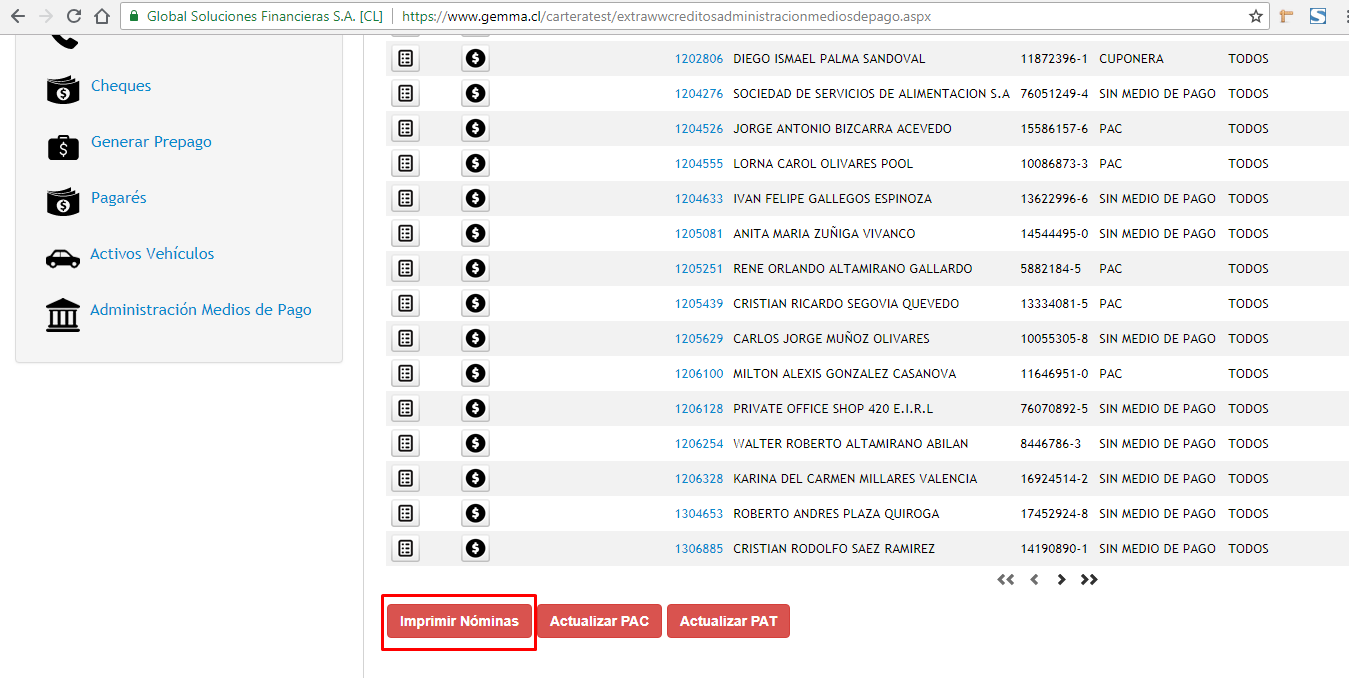 Global Soluciones Financieras S.A. [CL] https://www.gemma.cl/carteratest/extrawwcreditosadministracionmediosdepago.aspx
Cheques
Generar Prepago
Pagarés
Activos Vehículos
Administración Medios de Pago
1202806 DIEGO ISMAEL PALMA SANDOVAL 11872396-1 CUPONERA TODOS
1204276 SOCIEDAD DE SERVICIOS DE ALIMENTACION S.A 76051249-4 SIN MEDIO DE PAGO TODOS
1204526 JORGE ANTONIO BIZCARRA ACEVEDO 15586157-6 PAC TODOS
1204555 LORNA CAROL OLIVARES POOL 10086873-3 PAC TODOS
1204633 IVAN FELIPE GALLEGOS ESPINOZA 13622996-6 SIN MEDIO DE PAGO TODOS
1205081 ANITA MARIA ZUÑIGA VIVANCO 14544495-0 SIN MEDIO DE PAGO TODOS
1205251 RENE ORLANDO ALTAMIRANO GALLARDO 5882184-5 PAC TODOS
1205439 CRISTIAN RICARDO SEGOVIA QUEVEDO 13334081-5 PAC TODOS
1205629 CARLOS JORGE MUÑOZ OLIVARES 10055305-8 SIN MEDIO DE PAGO TODOS
1206100 MILTON ALEXIS GONZALEZ CASANOVA 11646951-0 PAC TODOS
1206128 PRIVATE OFFICE SHOP 420 E.I.R.L 76070892-5 SIN MEDIO DE PAGO TODOS
1206254 WALTER ROBERTO ALTAMIRANO ABILAN 8446786-3 SIN MEDIO DE PAGO TODOS
1206328 KARINA DEL CARMEN MILLARES VALENCIA 16924514-2 SIN MEDIO DE PAGO TODOS
1304653 ROBERTO ANDRES PLAZA QUIROGA 17452924-8 SIN MEDIO DE PAGO TODOS
1306885 CRISTIAN RODOLFO SAEZ RAMIREZ 14190890-1 SIN MEDIO DE PAGO TODOS
Imprimir Nóminas Actualizar PAC Actualizar PAT